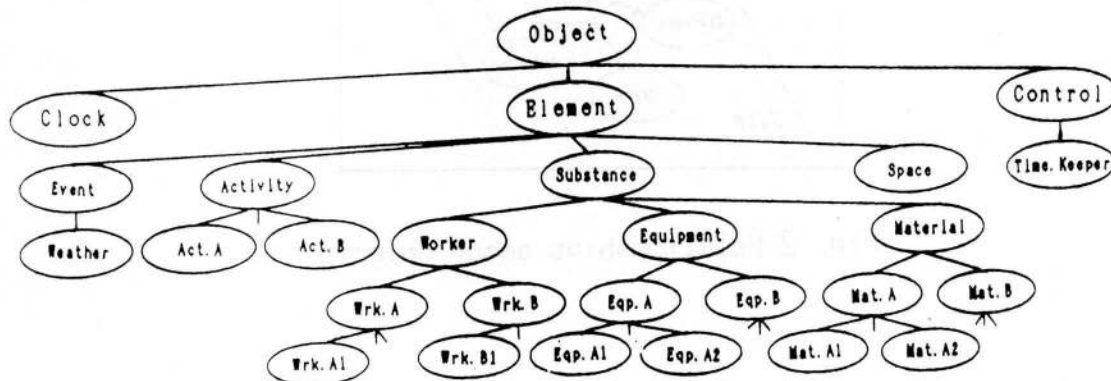 Object
Clock
Element
Control
Event
Activity
Substance
Space
Time.Keeper
Weather
Act.A
Act.B
Worker
Equipment
Material
Wrk.A
Wrk.B
Eqp.A
Eqp.B
Mat.A
Mat.B
Wrk.A1
Wrk.B1
Eqp.A1
Eqp.A2
Mat.A1
Mat.A2